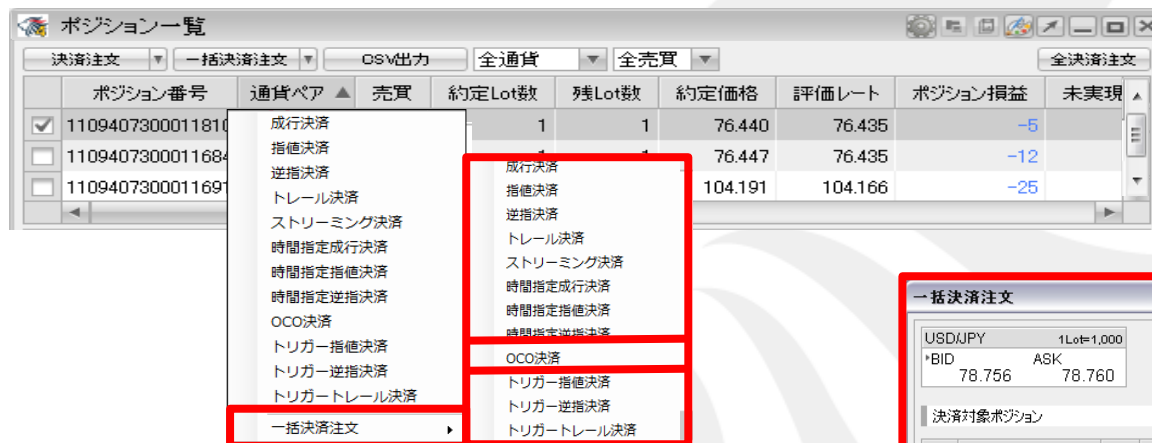 ポジション一覧
決済注文 一括決済注文 CSV出力 全通貨 全売買 全決済注文
ポジション番号 通貨ペア 売買 約定Lot数 残Lot数 約定価格 評価レート ポジション損益 未実現
1109407300011810 1 1 76.440 76.435 -5
1109407300011684 1 76.447 76.435 -12
1109407300011691 104.191 104.166 -25
成行決済
指値決済
逆指決済
トレール決済
ストリーミング決済
時間指定成行決済
時間指定指値決済
時間指定逆指決済
OCO決済
トリガー指値決済
トリガー逆指決済
トリガートレール決済
一括決済注文
成行決済
指値決済
逆指決済
トレール決済
ストリーミング決済
時間指定成行決済
時間指定指値決済
時間指定逆指決済
OCO決済
トリガー指値決済
トリガー逆指決済
トリガートレール決済
一括決済注文
USD/JPY 1Lot=1,000
BID ASK
78.756 78.760
決済対象ポジション